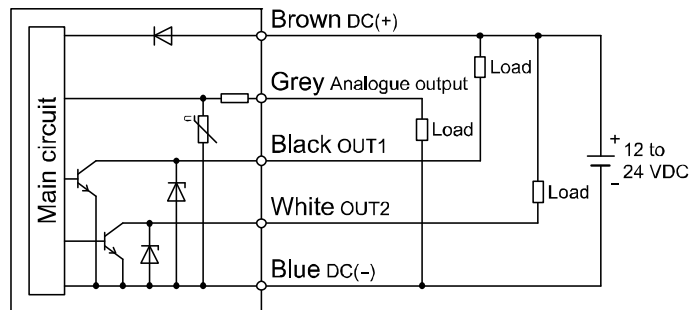 Brown DC(+)
Load
Grey Analogue output
Load
Main circuit
n
Black OUT1
+
12 to
24 VDC
−
White OUT2
Load
Blue DC(−)